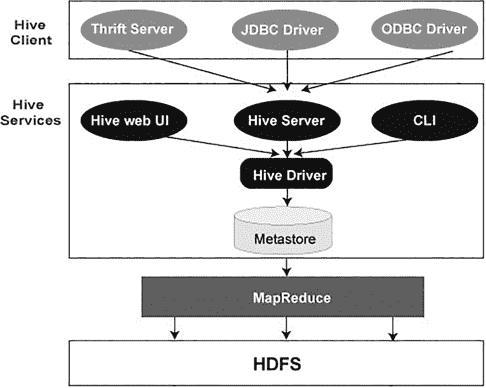 Hive
Client
Thrift Server
JDBC Driver
ODBC Driver
Hive
Services
Hive web UI
Hive Server
CLI
Hive Driver
Metastore
MapReduce
HDFS